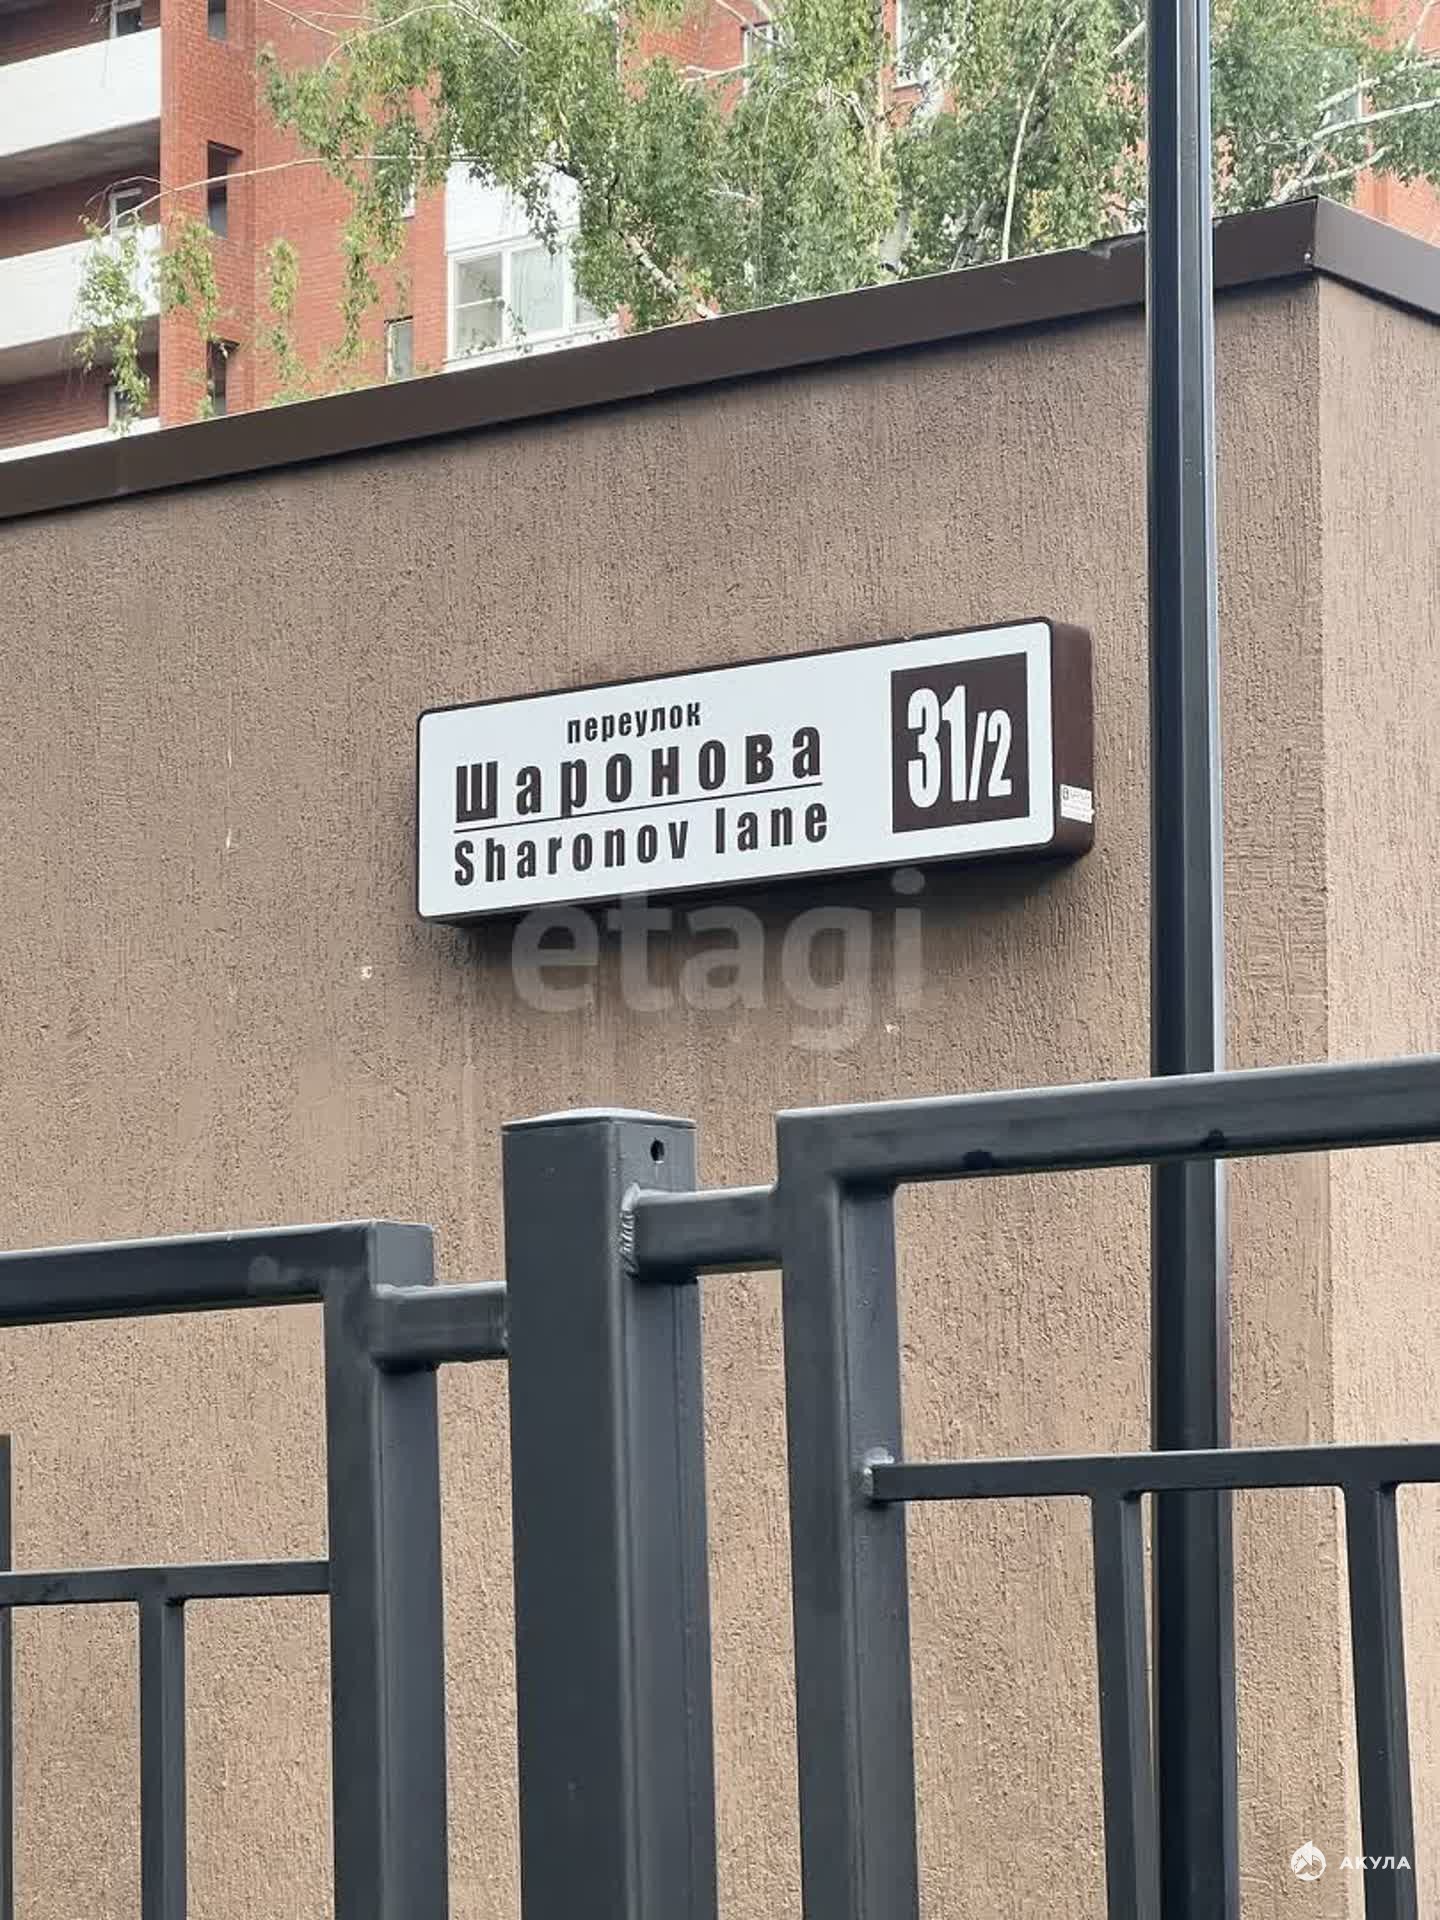 переулок
Шаронова
Sharonov lane
31/2
etagi
АКУЛА